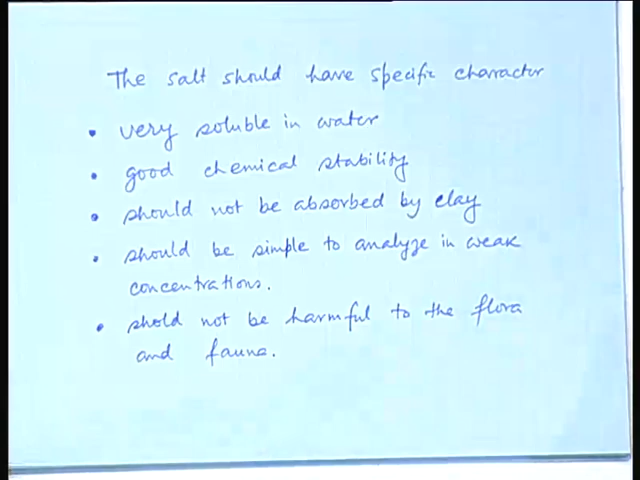 The salt should have specific character
• very soluble in water
• good chemical stability
• should not be absorbed by clay
• should be simple to analyze in weak
concentrations.
• shold not be harmful to the flora
and fauna.